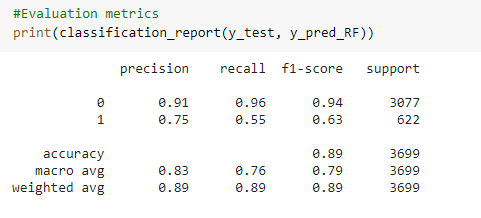 #Evaluation metrics
print(classification_report(y_test, y_pred_RF))
precision recall f1-score support
0 0.91 0.96 0.94 3077
1 0.75 0.55 0.63 622
accuracy 0.89 3699
macro avg 0.83 0.76 0.79 3699
weighted avg 0.89 0.89 0.89 3699